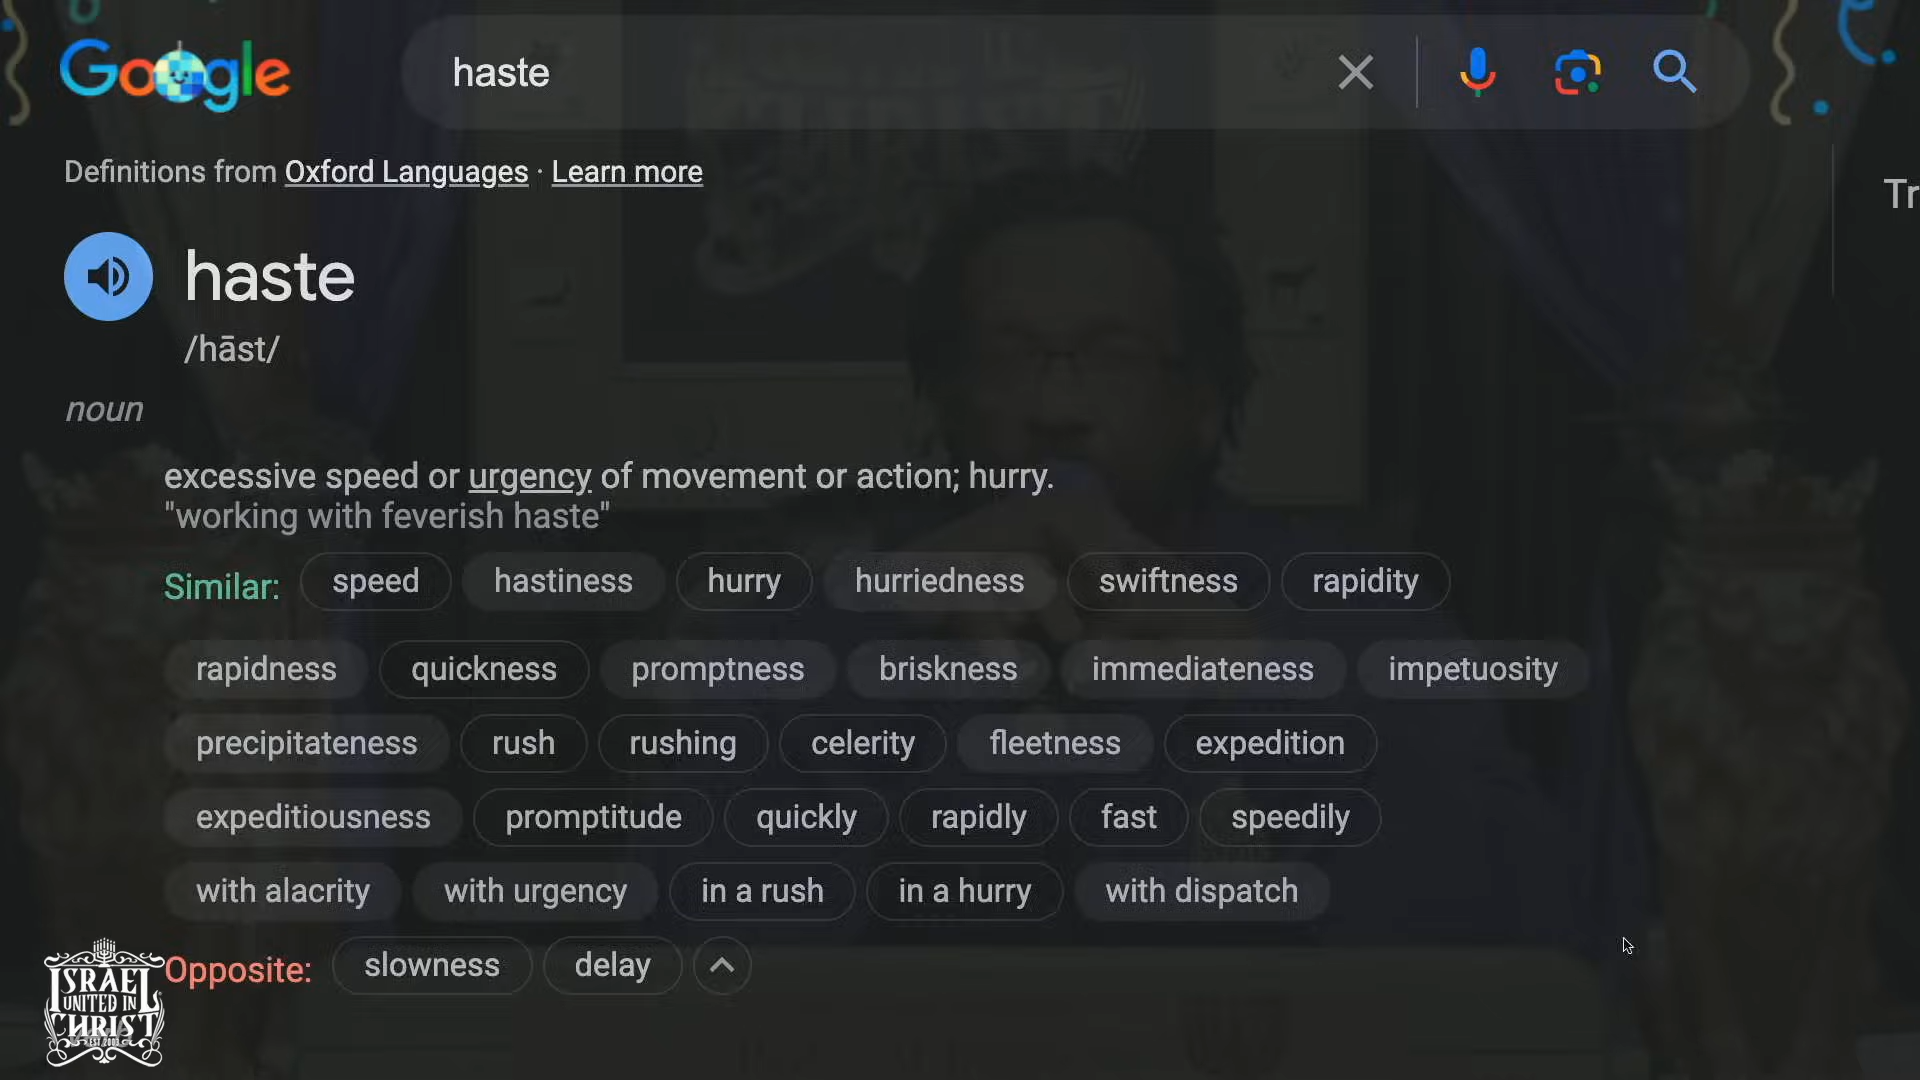 Google
haste
Definitions from Oxford Languages · Learn more
Tr
haste
/hāst/
noun
excessive speed or urgency of movement or action; hurry.
"working with feverish haste"
Similar: speed hastiness hurry hurriedness swiftness rapidity
rapidness quickness promptness briskness immediateness impetuosity
precipitateness rush rushing celerity fleetness expedition
expeditiousness promptitude quickly rapidly fast speedily
with alacrity with urgency in a rush in a hurry with dispatch
Opposite: slowness delay
ISRAEL
UNITED IN
CHRIST
EST 2003